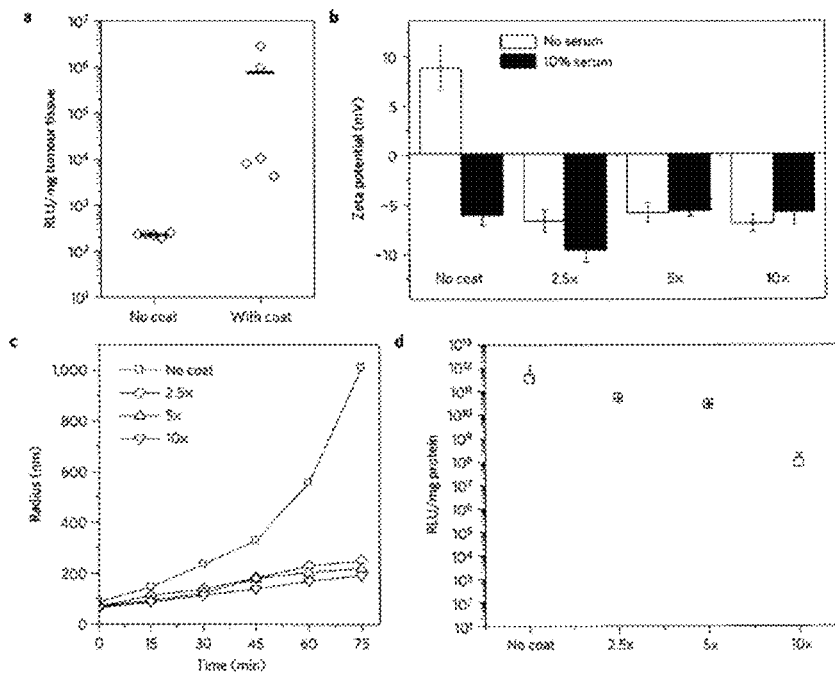 a
10⁷
10⁶
10⁵
10⁴
10³
10²
10¹
RLU/mg tumour tissue
No coat
With coat
b
No serum
10% serum
10
5
0
-5
-10
Zeta potential (mV)
No coat
2.5x
5x
10x
c
No coat
2.5x
5x
10x
1,000
800
600
400
200
0
Radius (nm)
0
15
30
45
60
75
Time (min)
d
RLU/mg protein
No coat
2.5x
5x
10x